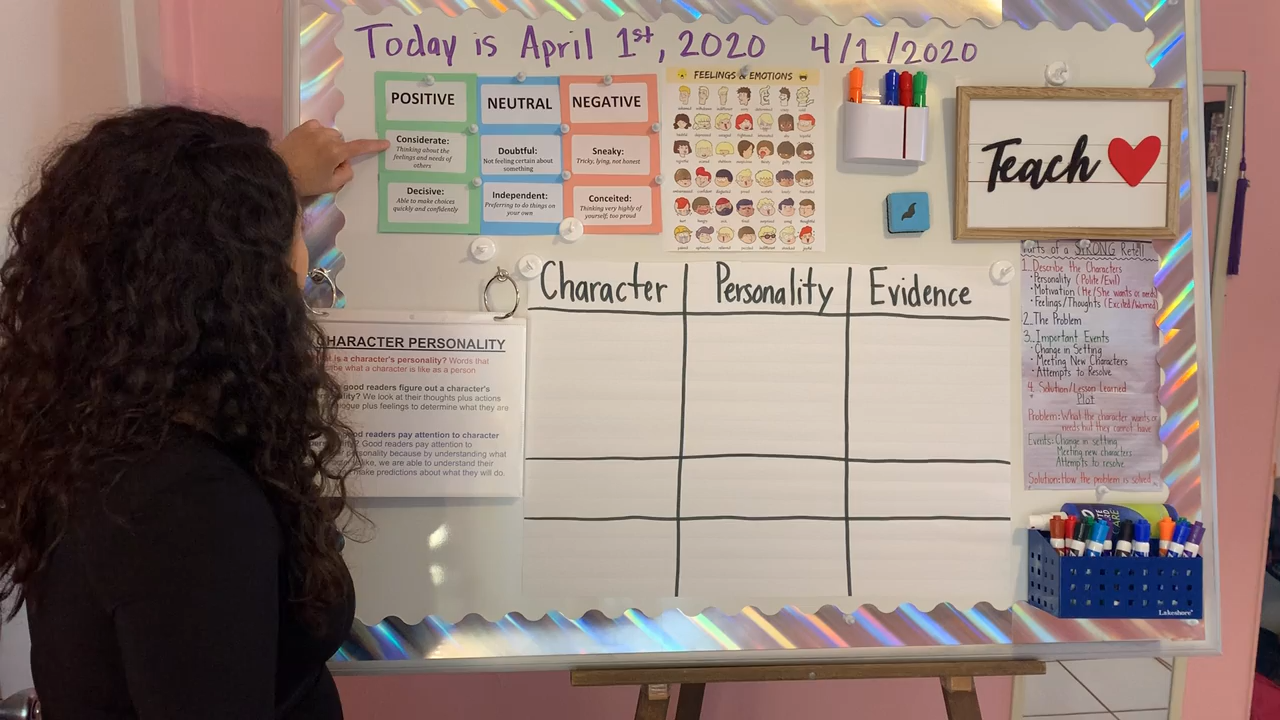 Today is April 1st, 2020 4/1/2020
POSITIVE
NEUTRAL
NEGATIVE
Considerate:
Thinking about the
feelings and needs of
others
Doubtful:
Not feeling certain about
something
Sneaky:
Tricky, lying, not honest
Decisive:
Able to make choices
quickly and confidently
Independent:
Preferring to do things on
your own
Conceited:
Thinking very highly of
yourself, too proud
FEELINGS & EMOTIONS
Teach
Character
Personality
Evidence
CHARACTER PERSONALITY
is a character's personality? Words that
what a character is like as a person
good readers figure out a character's
We look at their thoughts plus actions
plus feelings to determine what they are
good readers pay attention to character
Good readers pay attention to
personality because by understanding what
like, we are able to understand their
make predictions about what they will do.
Parts of a STRONG Retell
1. Describe the Characters
• Personality (Polite/Evil)
• Motivation (He/She wants or needs)
• Feelings/Thoughts (Excited/Worried)
2. The Problem
3. Important Events
• Change in Setting
• Meeting New Characters
• Attempts to Resolve
4. Solution/Lesson Learned
Plot
Problem: What the character wants or
needs but they cannot have.
Events: Change in setting
Meeting new characters
Attempts to resolve
Solution: How the problem is solved
Lakeshore